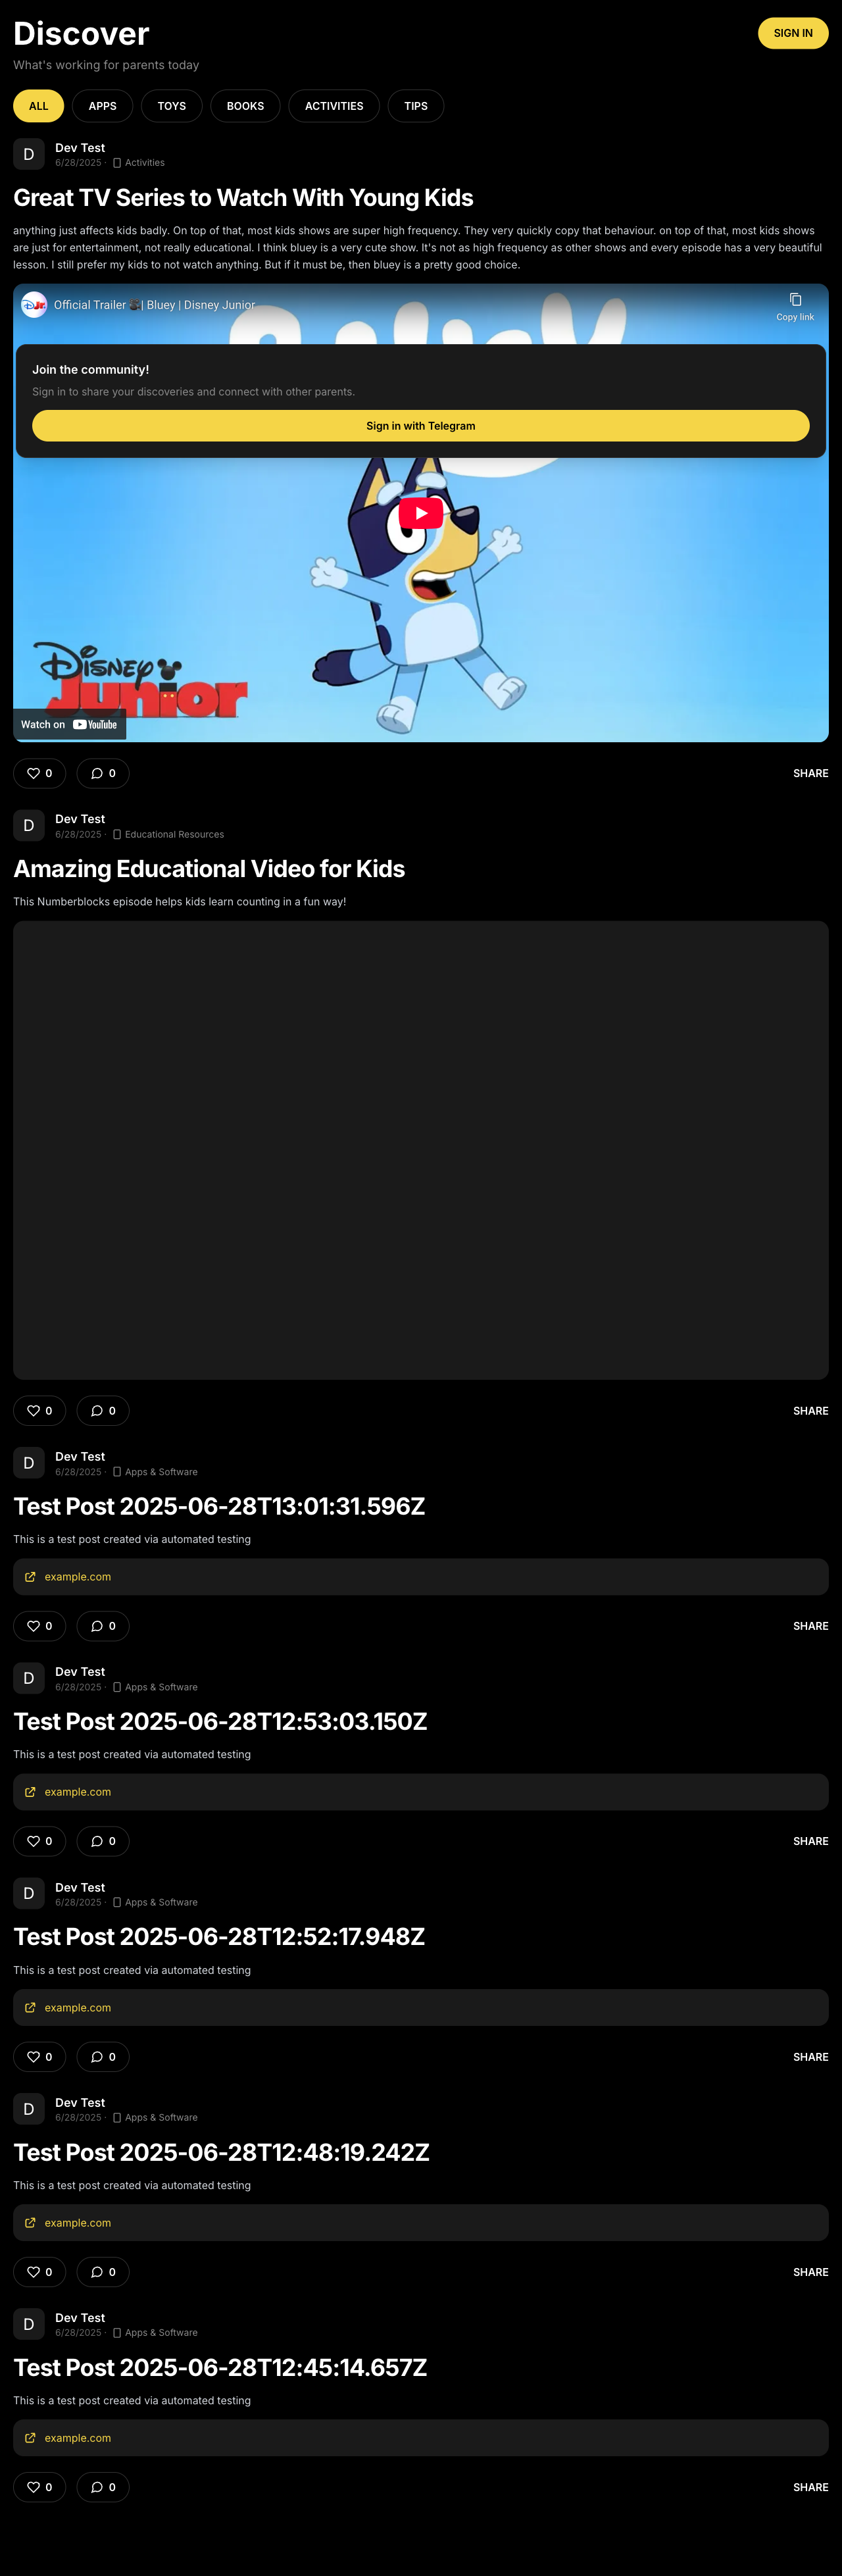 Discover
SIGN IN
What's working for parents today
ALL
APPS
TOYS
BOOKS
ACTIVITIES
TIPS
D
Dev Test
6/28/2025 · Activities
Great TV Series to Watch With Young Kids
anything just affects kids badly. On top of that, most kids shows are super high frequency. They very quickly copy that behaviour. on top of that, most kids shows
are just for entertainment, not really educational. I think bluey is a very cute show. It's not as high frequency as other shows and every episode has a very beautiful
lesson. I still prefer my kids to not watch anything. But if it must be, then bluey is a pretty good choice.
Official Trailer | Bluey | Disney Junior
Copy link
Join the community!
Sign in to share your discoveries and connect with other parents.
Sign in with Telegram
Disney
Junior
Watch on YouTube
0
0
SHARE
D
Dev Test
6/28/2025 · Educational Resources
Amazing Educational Video for Kids
This Numberblocks episode helps kids learn counting in a fun way!
0
0
SHARE
D
Dev Test
6/28/2025 · Apps & Software
Test Post 2025-06-28T13:01:31.596Z
This is a test post created via automated testing
example.com
0
0
SHARE
D
Dev Test
6/28/2025 · Apps & Software
Test Post 2025-06-28T12:53:03.150Z
This is a test post created via automated testing
example.com
0
0
SHARE
D
Dev Test
6/28/2025 · Apps & Software
Test Post 2025-06-28T12:52:17.948Z
This is a test post created via automated testing
example.com
0
0
SHARE
D
Dev Test
6/28/2025 · Apps & Software
Test Post 2025-06-28T12:48:19.242Z
This is a test post created via automated testing
example.com
0
0
SHARE
D
Dev Test
6/28/2025 · Apps & Software
Test Post 2025-06-28T12:45:14.657Z
This is a test post created via automated testing
example.com
0
0
SHARE